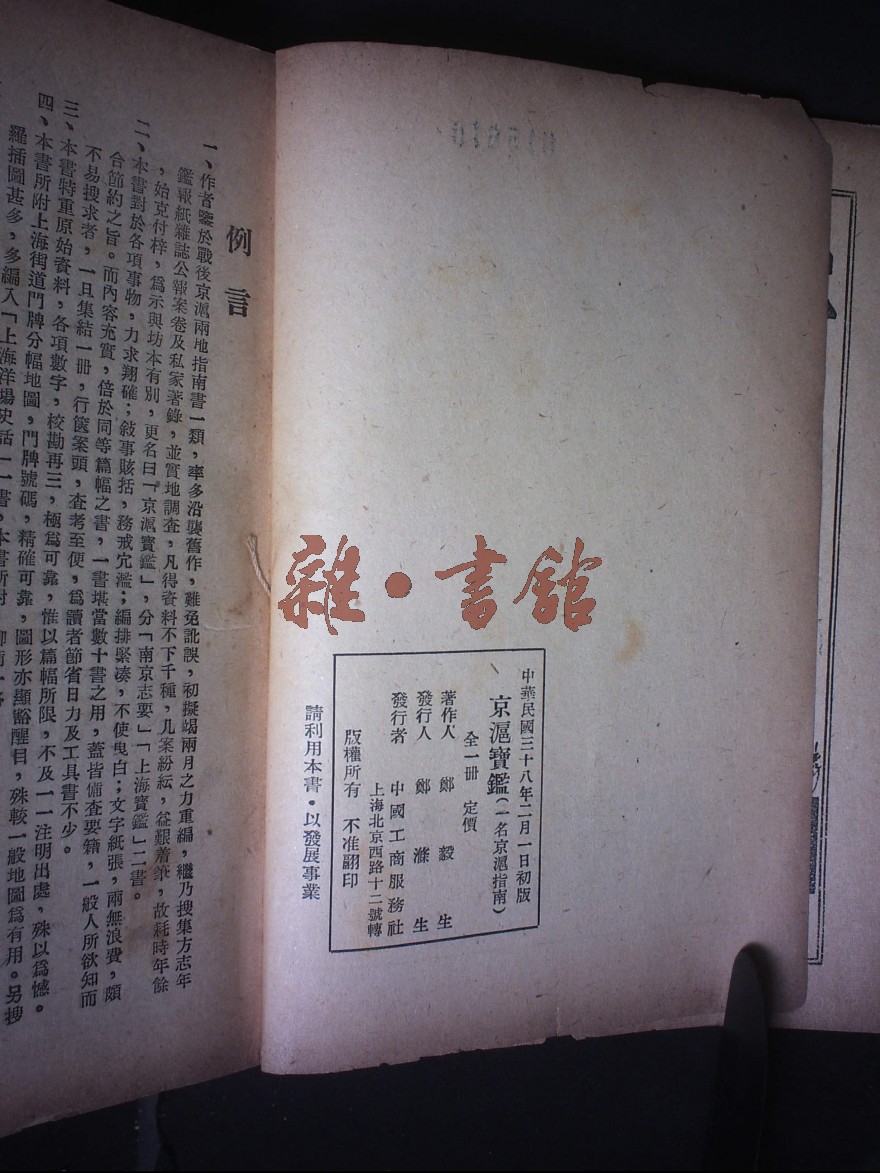 中華民國三十八年二月一日初版
京滬寶鑑(一名京滬指南)
全一冊 定價
著作人 鄭毅生
發行人 鄭滌生
發行者 中國工商服務社
上海北京西路十二號轉
版權所有 不准翻印
請利用本書•以發展事業
雜•書館
例言
一、作者鑒於戰後京滬兩地指南書一類,率多沿襲舊作,難免訛誤,初擬竭兩月之力重編,繼乃搜集方志年
鑑報紙雜誌公報案卷及私家著錄,並實地調查,凡得資料不下千種,几案紛紜,益艱着筆,故耗時年餘
,始克付梓,爲示與坊本有別,更名曰「京滬寶鑑」,分「南京志要」「上海寶鑑」二書。
二、本書對於各項事物,力求翔確;敍事賅括,務戒冗濫;編排緊湊,不使曳白;文字紙張,兩無浪費,頗
合節約之旨。而內容充實,倍於同等篇幅之書,一書堪當數十書之用,蓋皆備查要籍,一般人所欲知而
不易搜求者,一旦集結一冊,行篋案頭,查考至便,爲讀者節省日力及工具書不少。
三、本書特重原始資料,各項數字,校勘再三,極爲可靠,惟以篇幅所限,不及一一注明出處,殊以爲憾。
四、本書所附上海街道門牌分幅地圖,門牌號碼,精確可靠,圖形亦顯豁醒目,殊較一般地圖爲有用。另搜
羅插圖甚多,多編入「上海洋場史話」一書,本書所附